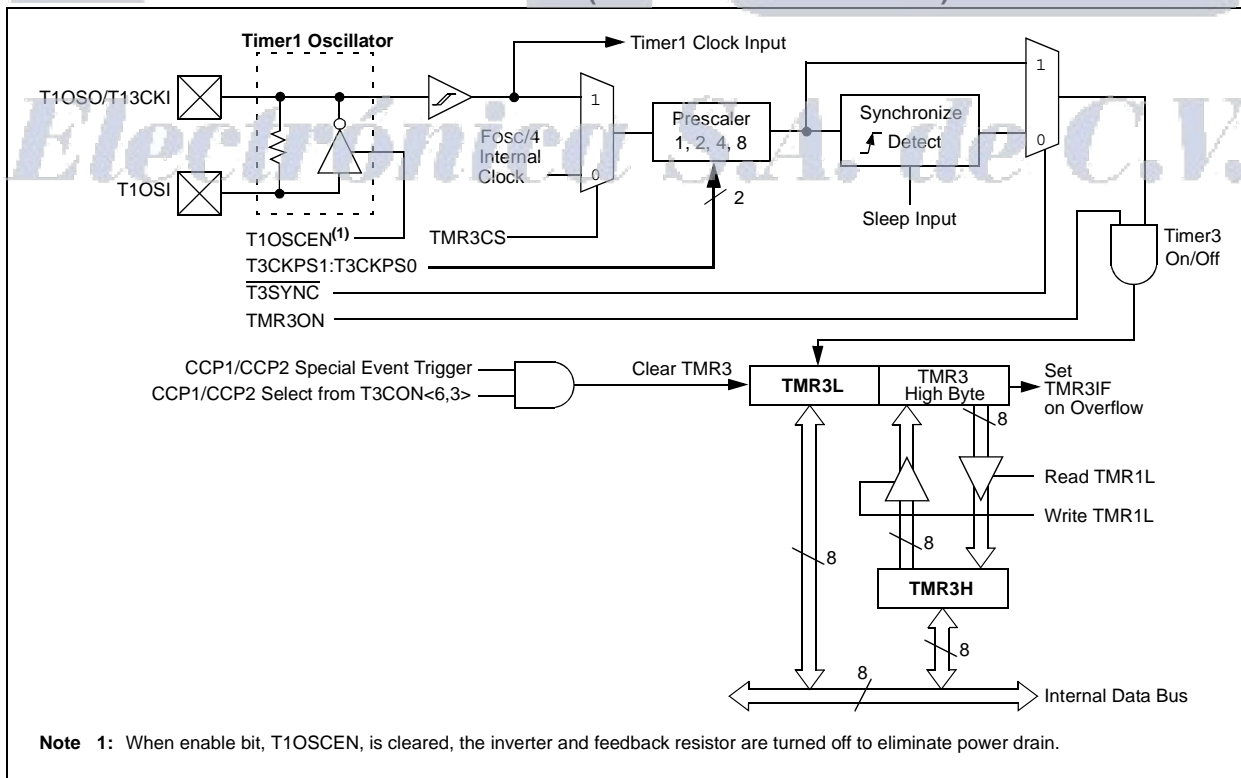 Timer1 Oscillator
Timer1 Clock Input
T1OSO/T13CKI
1
1
Prescaler
1, 2, 4, 8
Synchronize
Detect
FOSC/4
Internal
Clock
0
0
T1OSI
2
Sleep Input
T1OSCEN(1)
TMR3CS
Timer3
On/Off
T3CKPS1:T3CKPS0
T3SYNC
TMR3ON
CCP1/CCP2 Special Event Trigger
CCP1/CCP2 Select from T3CON<6,3>
Clear TMR3
TMR3L
TMR3
High Byte
Set
TMR3IF
on Overflow
8
Read TMR1L
Write TMR1L
8
8
TMR3H
8
8
Internal Data Bus
Note 1: When enable bit, T1OSCEN, is cleared, the inverter and feedback resistor are turned off to eliminate power drain.
Electrónica S.A. de C.V.